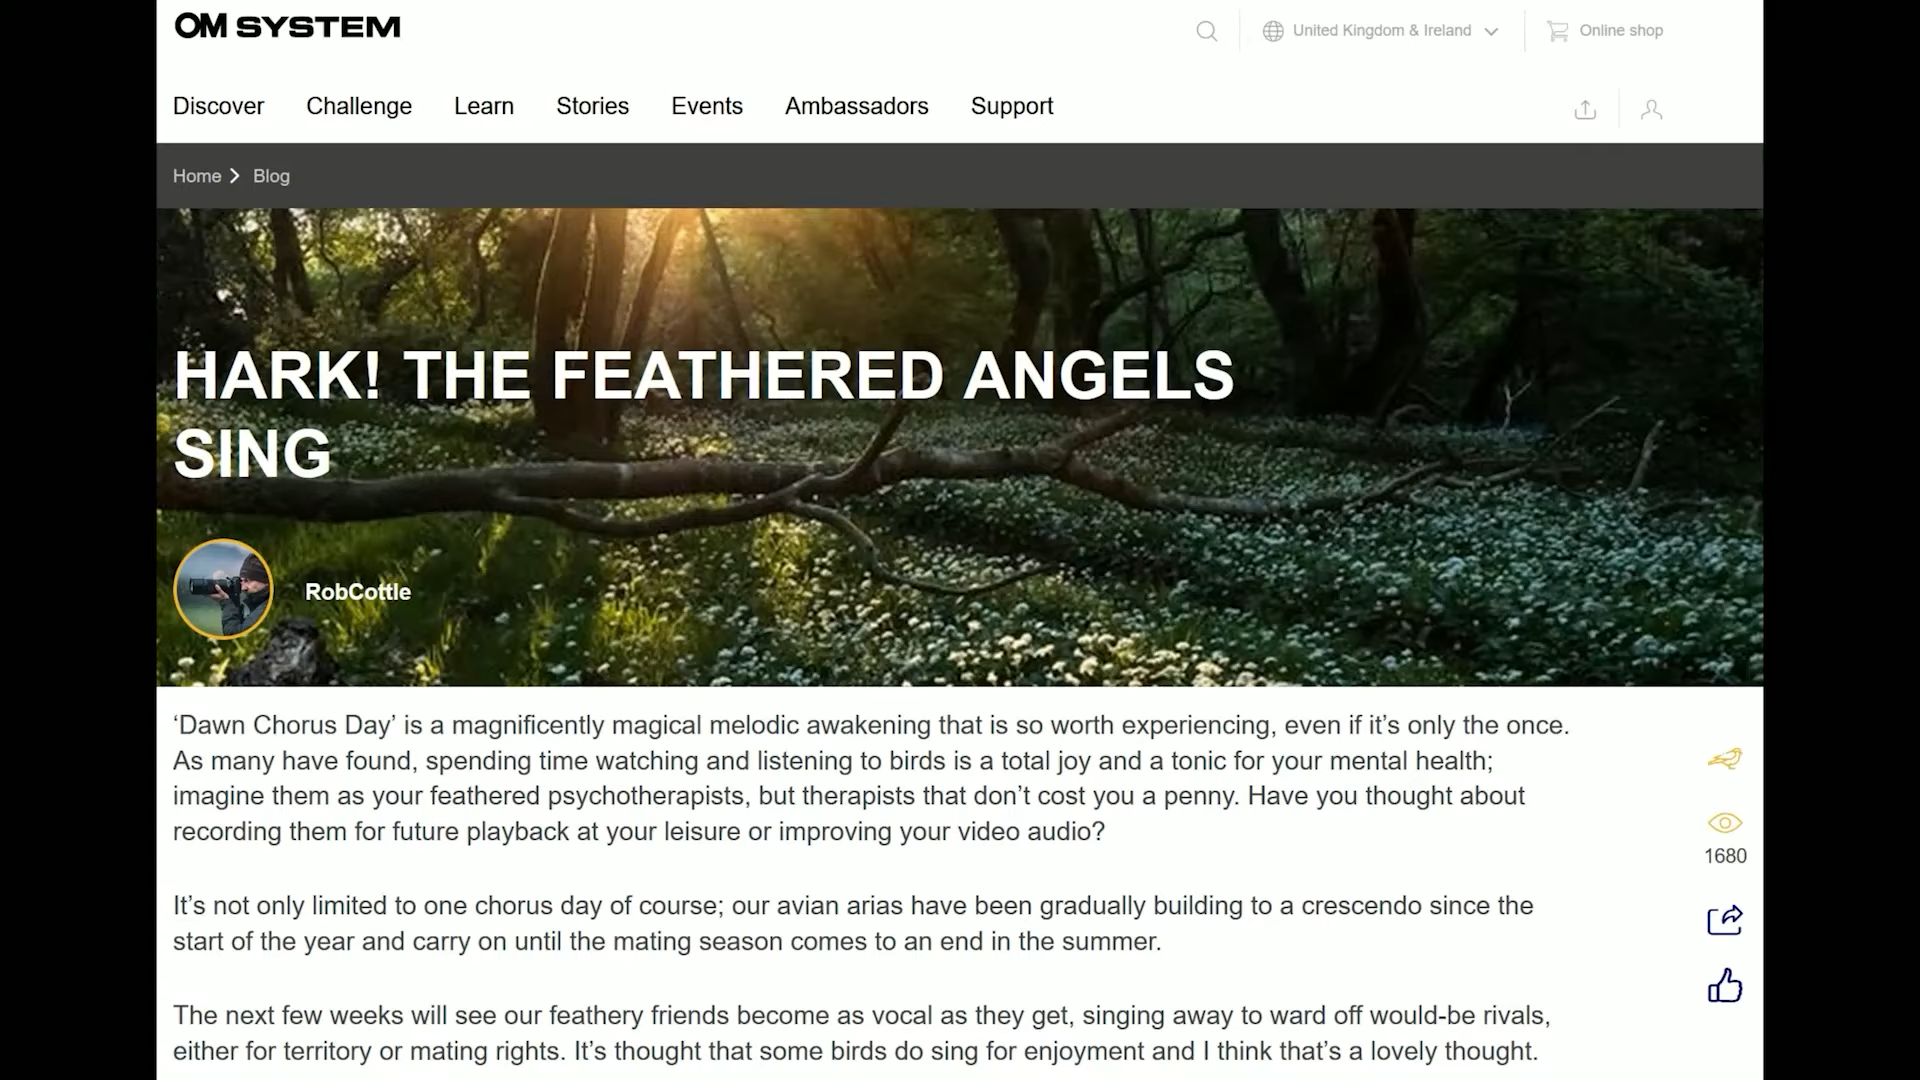 OM SYSTEM
United Kingdom & Ireland
Online shop
Discover Challenge Learn Stories Events Ambassadors Support
Home Blog
HARK! THE FEATHERED ANGELS
SING
RobCottle
‘Dawn Chorus Day’ is a magnificently magical melodic awakening that is so worth experiencing, even if it’s only the once.
As many have found, spending time watching and listening to birds is a total joy and a tonic for your mental health;
imagine them as your feathered psychotherapists, but therapists that don’t cost you a penny. Have you thought about
recording them for future playback at your leisure or improving your video audio?
1680
It’s not only limited to one chorus day of course; our avian arias have been gradually building to a crescendo since the
start of the year and carry on until the mating season comes to an end in the summer.
The next few weeks will see our feathery friends become as vocal as they get, singing away to ward off would-be rivals,
either for territory or mating rights. It’s thought that some birds do sing for enjoyment and I think that’s a lovely thought.